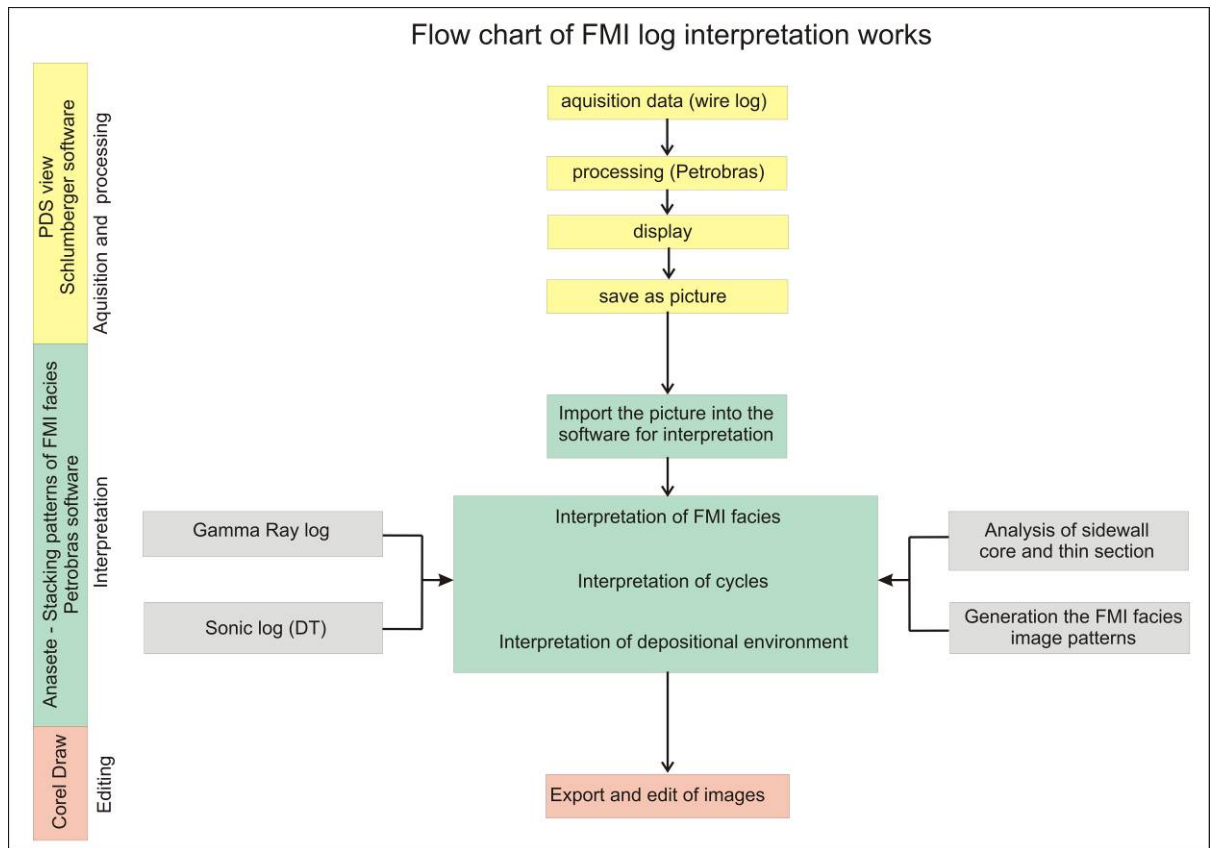 Flow chart of FMI log interpretation works
PDS view
Schlumberger software
Aquisition and processing
aquisition data (wire log)
processing (Petrobras)
display
save as picture
Anasete - Stacking patterns of FMI facies
Petrobras software
Interpretation
Import the picture into the
software for interpretation
Gamma Ray log
Sonic log (DT)
Interpretation of FMI facies
Interpretation of cycles
Interpretation of depositional environment
Analysis of sidewall
core and thin section
Generation the FMI facies
image patterns
Corel Draw
Editing
Export and edit of images